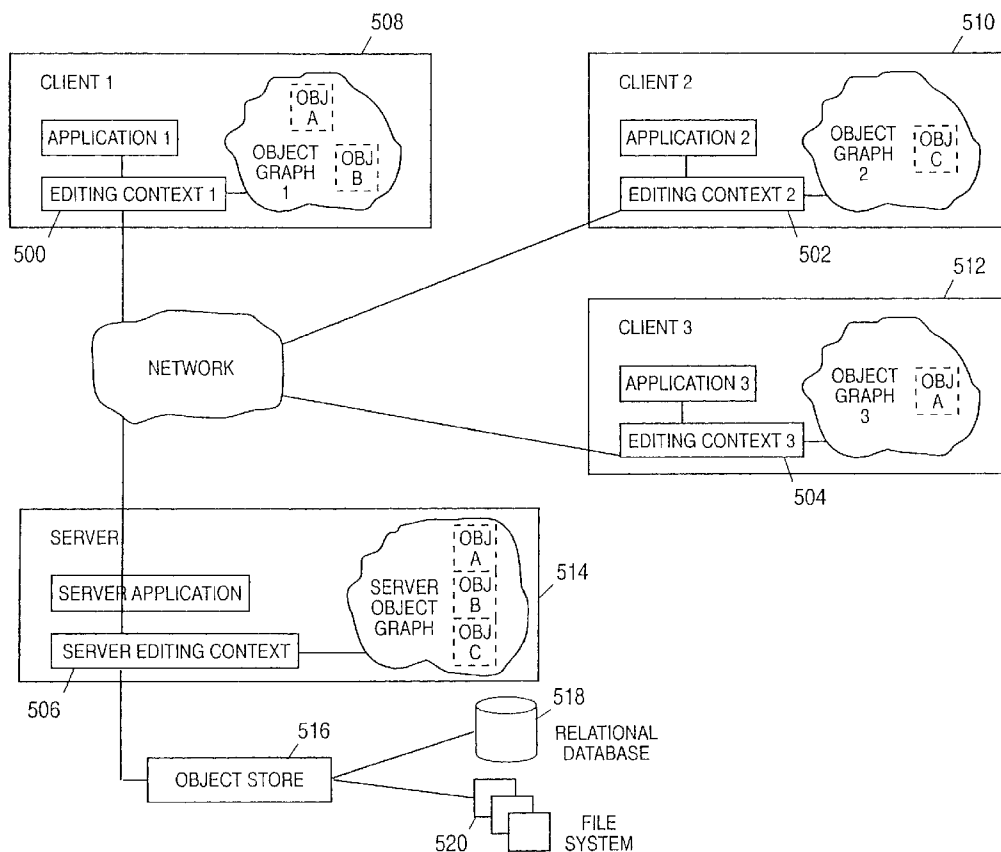 508
CLIENT 1
APPLICATION 1
EDITING CONTEXT 1
OBJ
A
OBJECT
GRAPH
1
OBJ
B
500
510
CLIENT 2
APPLICATION 2
EDITING CONTEXT 2
OBJECT
GRAPH
2
OBJ
C
502
NETWORK
512
CLIENT 3
APPLICATION 3
EDITING CONTEXT 3
OBJECT
GRAPH
3
OBJ
A
504
SERVER
SERVER APPLICATION
SERVER EDITING CONTEXT
SERVER
OBJECT
GRAPH
OBJ
A
OBJ
B
OBJ
C
514
506
516
OBJECT STORE
518
RELATIONAL
DATABASE
520
FILE
SYSTEM